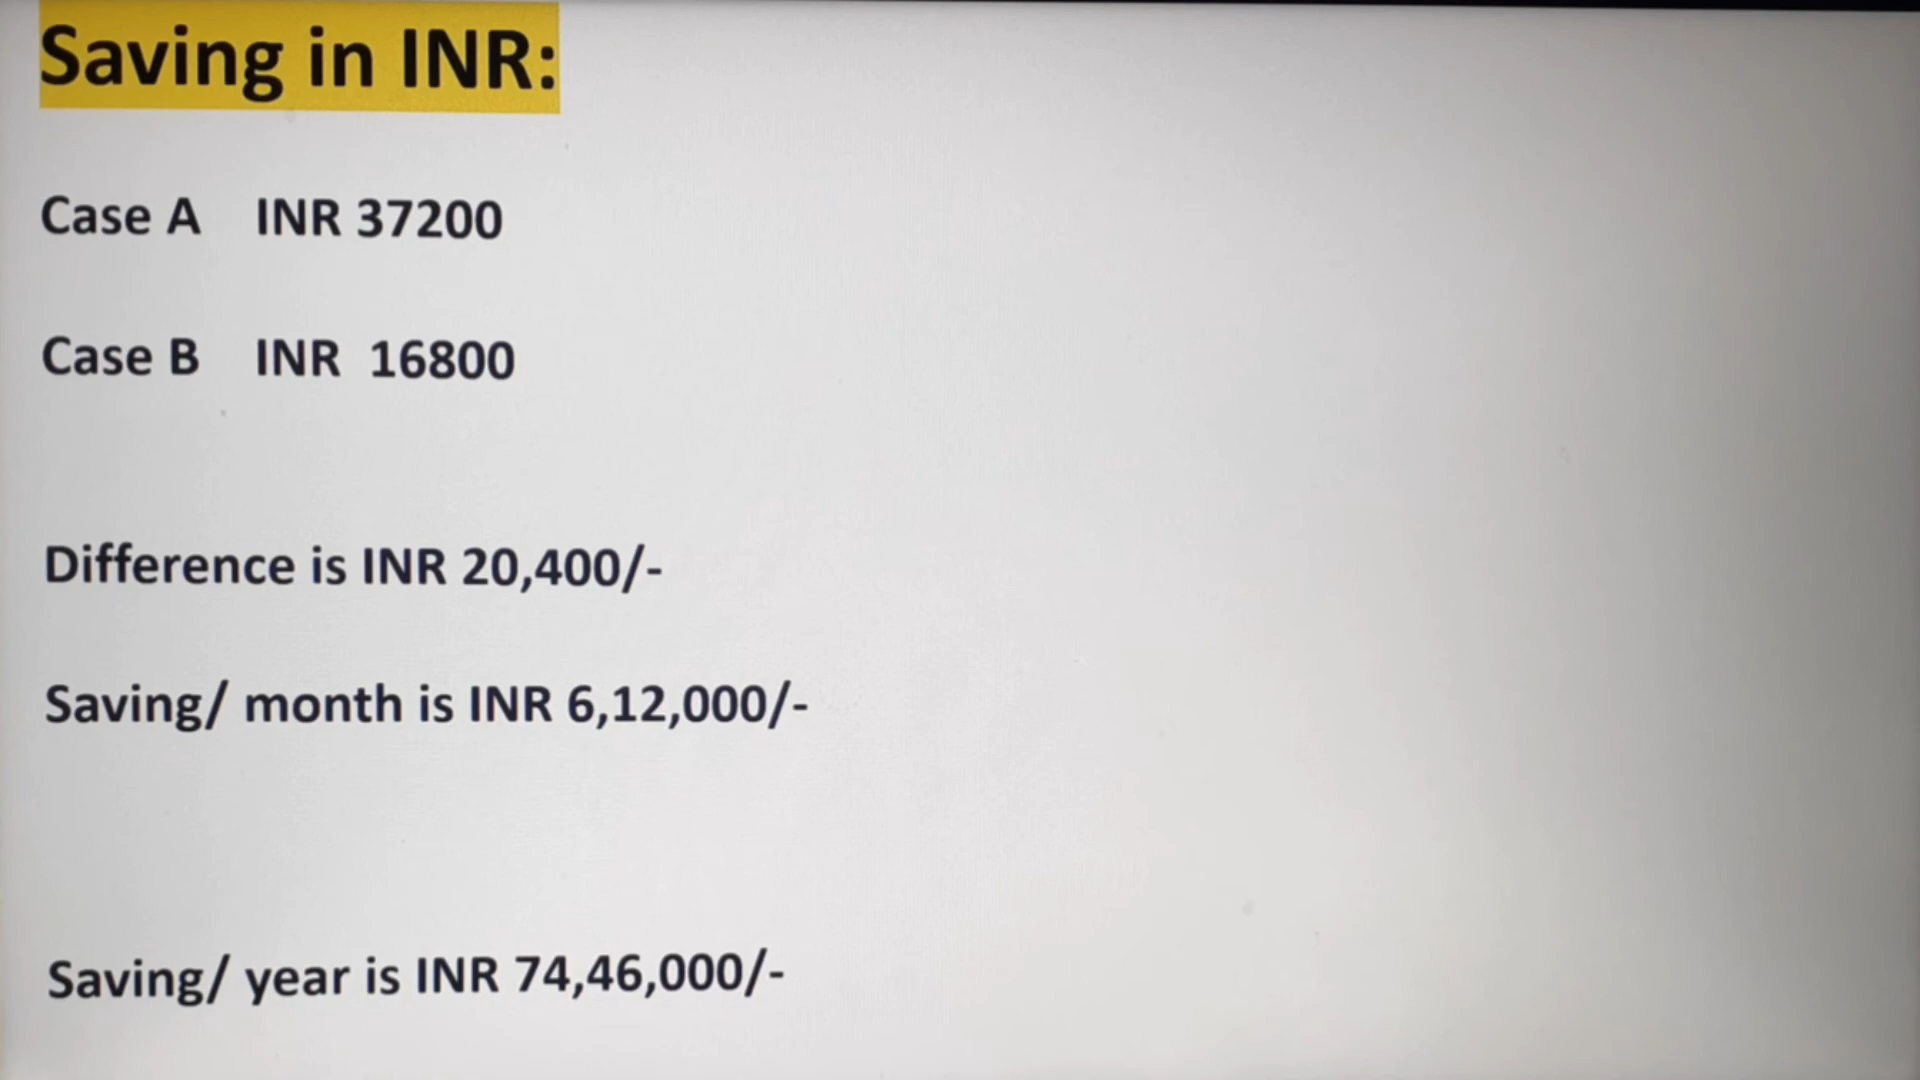 Saving in INR:
Case A INR 37200
Case B INR 16800
Difference is INR 20,400/-
Saving/ month is INR 6,12,000/-
Saving/ year is INR 74,46,000/-